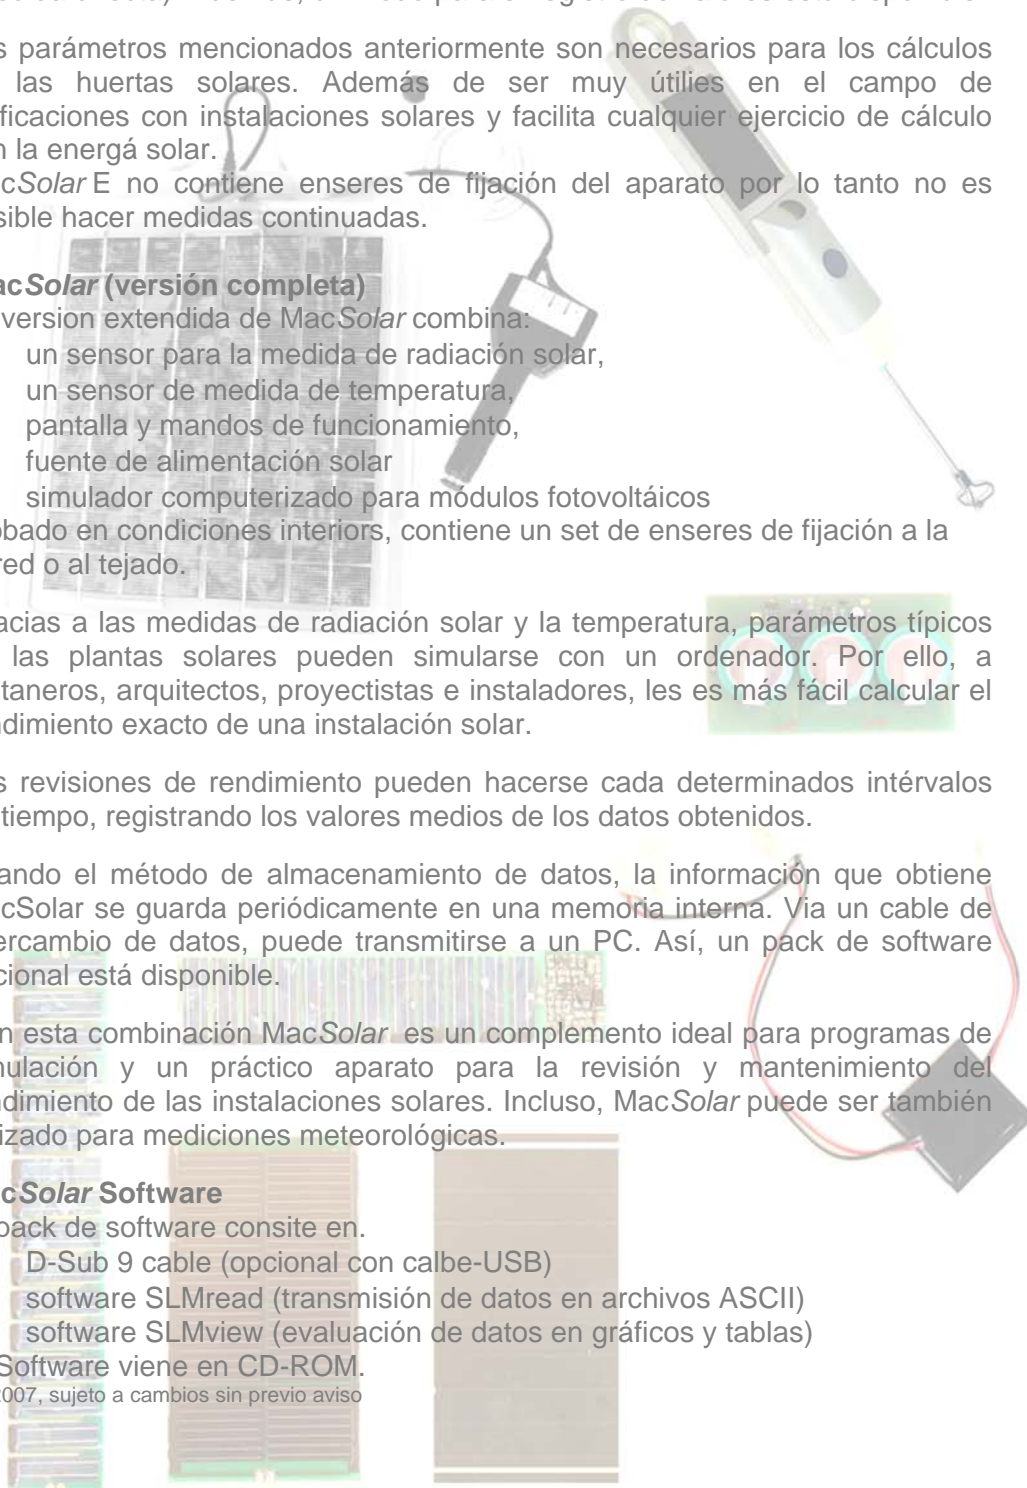 s parámetros mencionados anteriormente son necesarios para los cálculos
las huertas solares. Además de ser muy útilies en el campo de
ificaciones con instalaciones solares y facilita cualquier ejercicio de cálculo
n la energá solar.
cSolar E no contiene enseres de fijación del aparato por lo tanto no es
sible hacer medidas continuadas.
acSolar (versión completa)
version extendida de MacSolar combina:
un sensor para la medida de radiación solar,
un sensor de medida de temperatura,
pantalla y mandos de funcionamiento,
fuente de alimentación solar
simulador computerizado para módulos fotovoltáicos
obado en condiciones interiors, contiene un set de enseres de fijación a la
red o al tejado.
acias a las medidas de radiación solar y la temperatura, parámetros típicos
las plantas solares pueden simularse con un ordenador. Por ello, a
taneros, arquitectos, proyectistas e instaladores, les es más fácil calcular el
ndimiento exacto de una instalación solar.
s revisiones de rendimiento pueden hacerse cada determinados intérvalos
tiempo, registrando los valores medios de los datos obtenidos.
ando el método de almacenamiento de datos, la información que obtiene
cSolar se guarda periódicamente en una memoria interna. Via un cable de
ercambio de datos, puede transmitirse a un PC. Así, un pack de software
cional está disponible.
n esta combinación MacSolar es un complemento ideal para programas de
mulación y un práctico aparato para la revisión y mantenimiento del
ndimiento de las instalaciones solares. Incluso, MacSolar puede ser también
izado para mediciones meteorológicas.
cSolar Software
pack de software consite en.
D-Sub 9 cable (opcional con calbe-USB)
software SLMread (transmisión de datos en archivos ASCII)
software SLMview (evaluación de datos en gráficos y tablas)
Software viene en CD-ROM.
2007, sujeto a cambios sin previo aviso